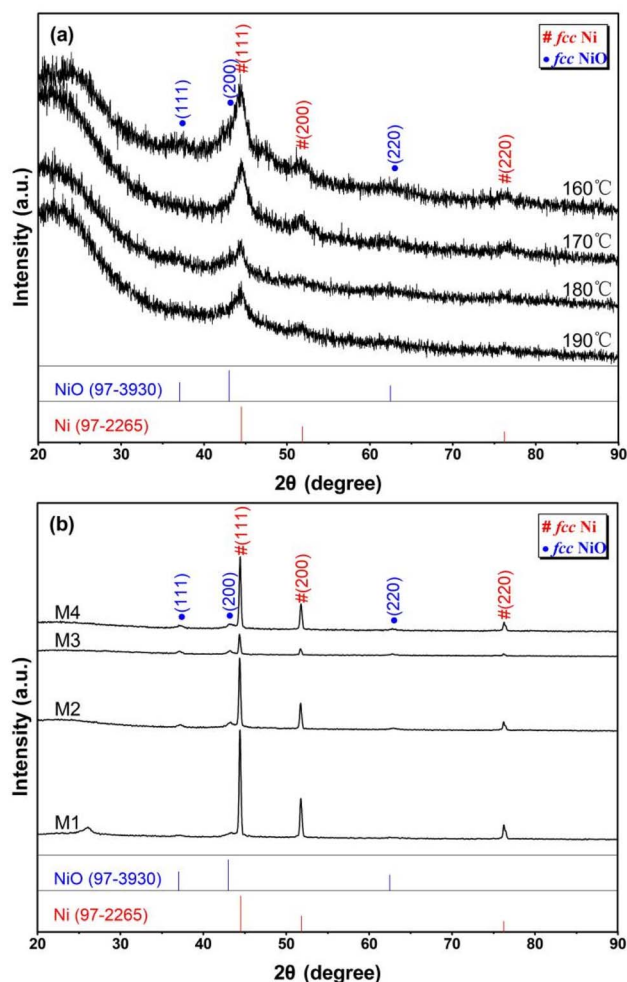 (a)
# fcc Ni
• fcc NiO
•(111)
•(200)
#(111)
#(200)
•(220)
#(220)
160℃
170℃
180℃
190℃
Intensity (a.u.)
NiO (97-3930)
Ni (97-2265)
20 30 40 50 60 70 80 90
2θ (degree)
(b)
# fcc Ni
• fcc NiO
•(111)
•(200)
#(111)
#(200)
•(220)
#(220)
M4
M3
M2
M1
Intensity (a.u.)
NiO (97-3930)
Ni (97-2265)
20 30 40 50 60 70 80 90
2θ (degree)